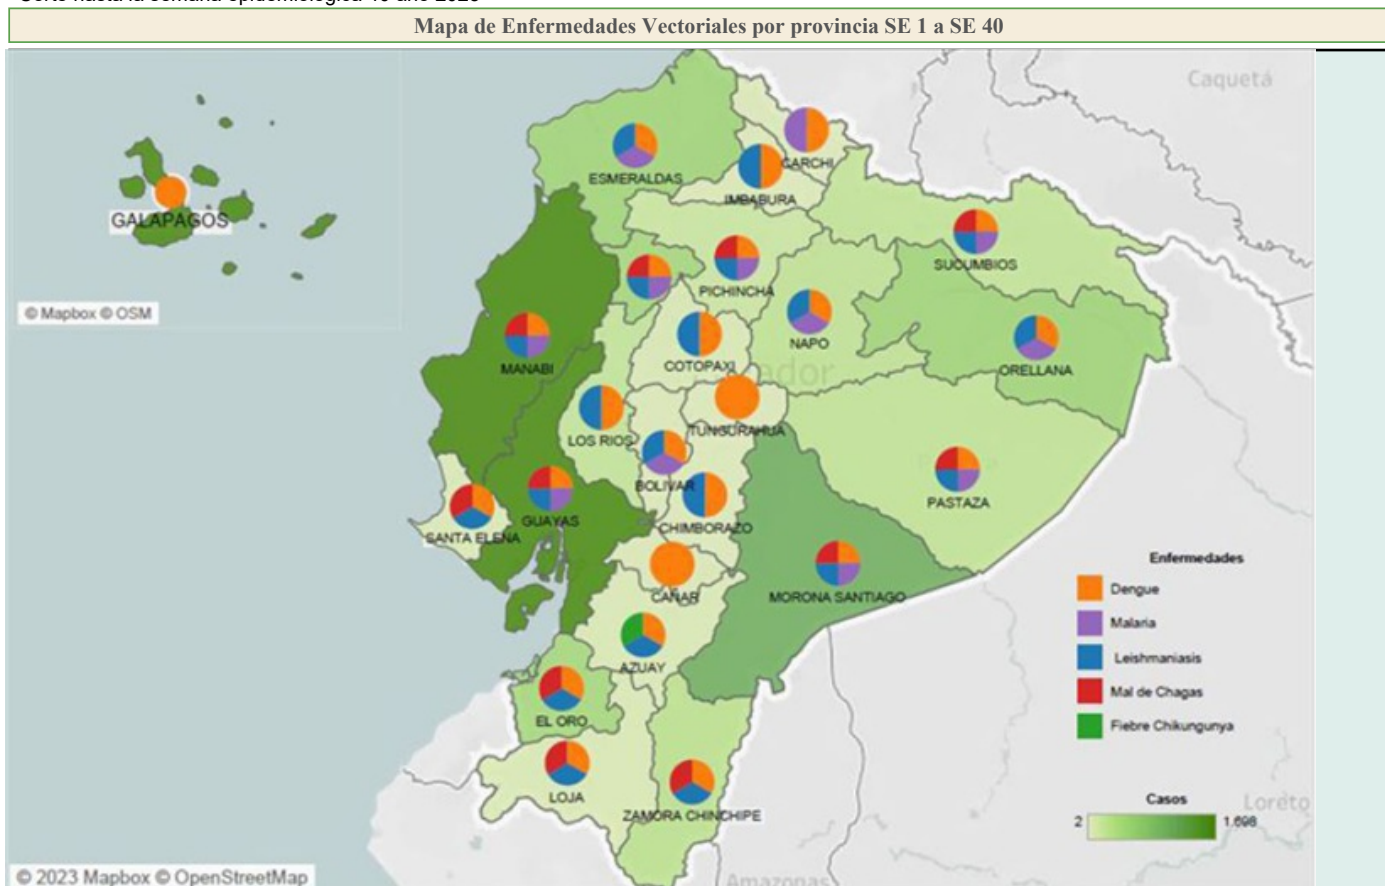 Mapa de Enfermedades Vectoriales por provincia SE 1 a SE 40
Caquetá
CARCHI
ESMERALDAS
IMBABURA
GALAPAGOS
SUCUMBIOS
PICHINCHA
© Mapbox © OSM
NAPO
MANABI
COTOPAXI
ORELLANA
TUNGURAHUA
LOS RIOS
BOLIVAR
PASTAZA
GUAYAS
CHIMBORAZO
SANTA ELENA
Enfermedades
Dengue
CAÑAR
MORONA SANTIAGO
Malaria
Leishmaniasis
AZUAY
Mal de Chagas
EL ORO
Fiebre Chikungunya
LOJA
Casos
2
1.698
Loreto
ZAMORA CHINCHIPE
© 2023 Mapbox © OpenStreetMap
Amazonas